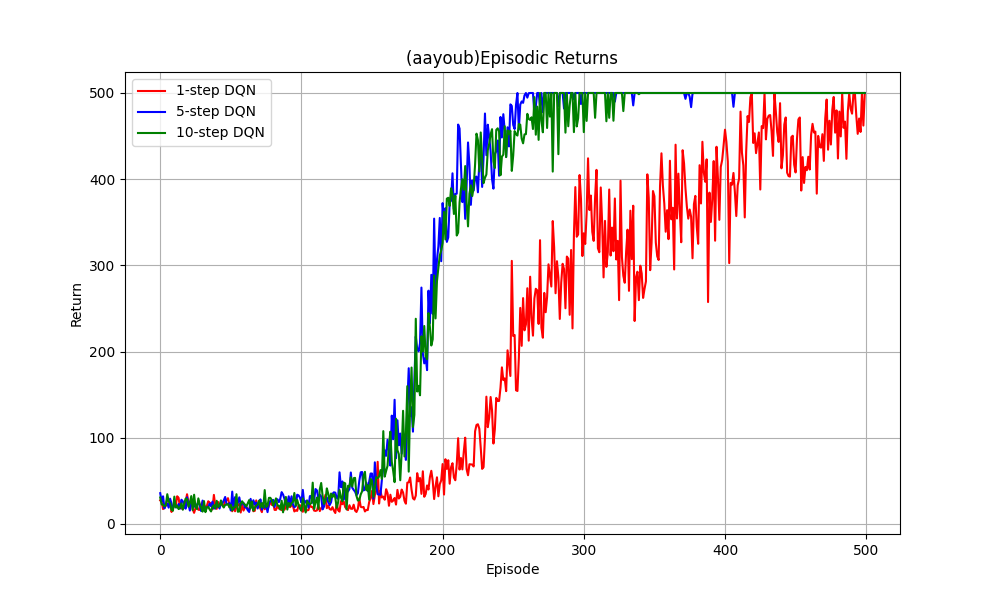 (aayoub)Episodic Returns
1-step DQN
5-step DQN
10-step DQN
Return
500
400
300
200
100
0
0 100 200 300 400 500
Episode